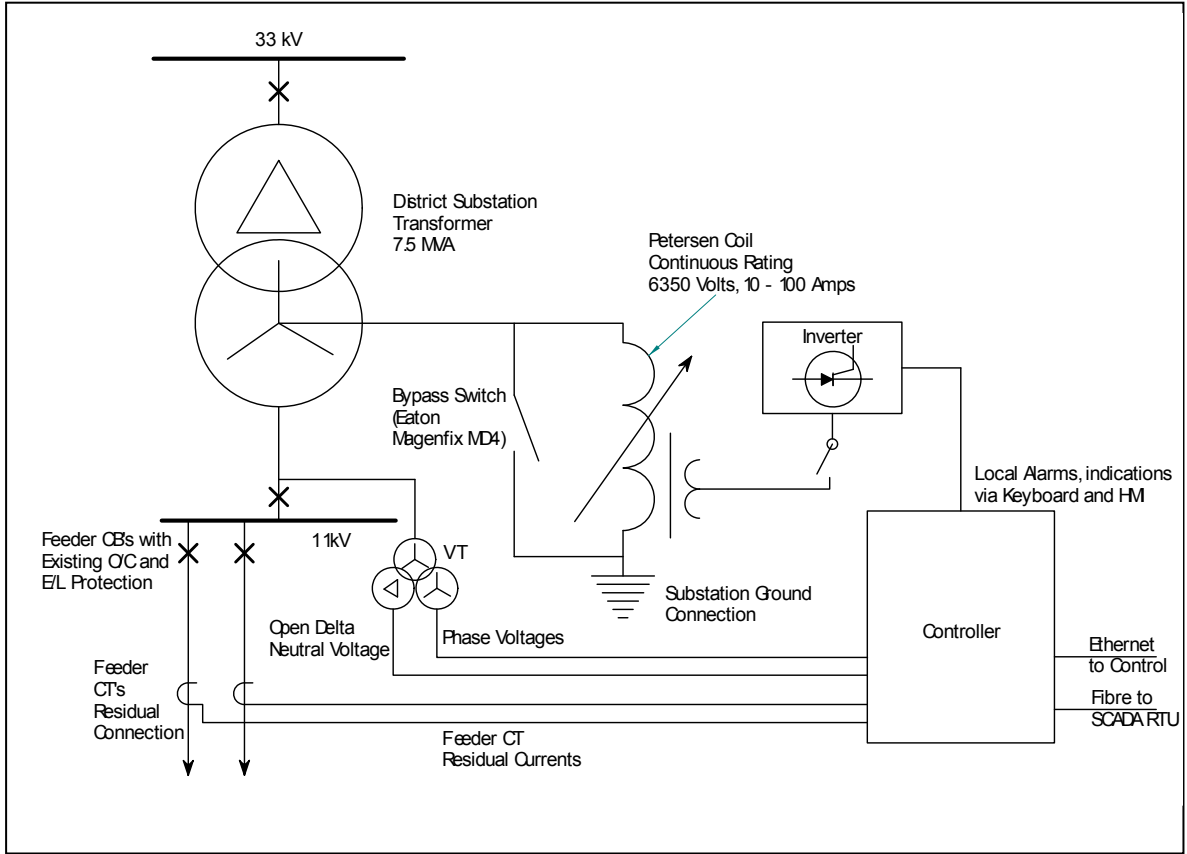 33 kV
District Substation
Transformer
7.5 MVA
Petersen Coil
Continuous Rating
6350 Volts, 10 - 100 Amps
Inverter
Bypass Switch
(Eaton
Magenfix MD4)
Local Alarms, indications
via Keyboard and HMI
Feeder CB's with
Existing O/C and
E/L Protection
11kV
VT
Substation Ground
Connection
Open Delta
Neutral Voltage
Phase Voltages
Controller
Ethernet
to Control
Feeder
CT's
Residual
Connection
Fibre to
SCADA RTU
Feeder CT
Residual Currents